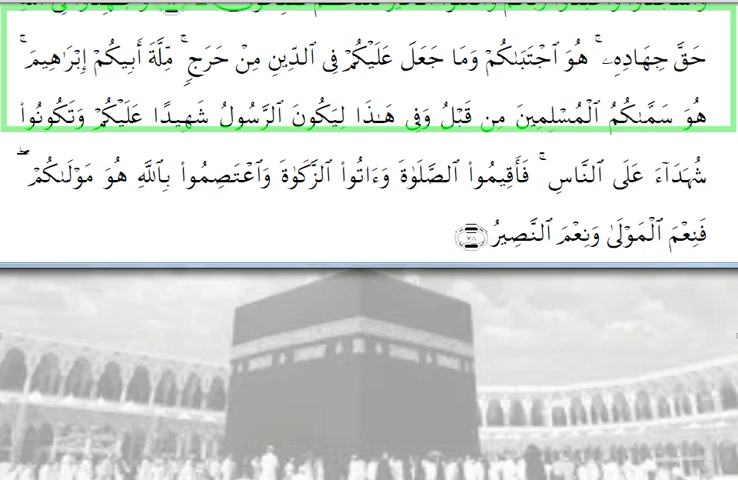 حَقَّ جِهَادِهِۦ ۚ هُوَ ٱجْتَبَىٰكُمْ وَمَا جَعَلَ عَلَيْكُمْ فِى ٱلدِّينِ مِنْ حَرَجٍ ۚ مِّلَّةَ أَبِيكُمْ إِبْرَٰهِيمَ ۚ
هُوَ سَمَّىٰكُمُ ٱلْمُسْلِمِينَ مِن قَبْلُ وَفِى هَـٰذَا لِيَكُونَ ٱلرَّسُولُ شَهِيدًا عَلَيْكُمْ وَتَكُونُوا۟
شُهَدَآءَ عَلَى ٱلنَّاسِ ۚ فَأَقِيمُوا۟ ٱلصَّلَوٰةَ وَءَاتُوا۟ ٱلزَّكَوٰةَ وَٱعْتَصِمُوا۟ بِٱللَّهِ هُوَ مَوْلَىٰكُمْ ۖ
فَنِعْمَ ٱلْمَوْلَىٰ وَنِعْمَ ٱلنَّصِيرُ ٧٨